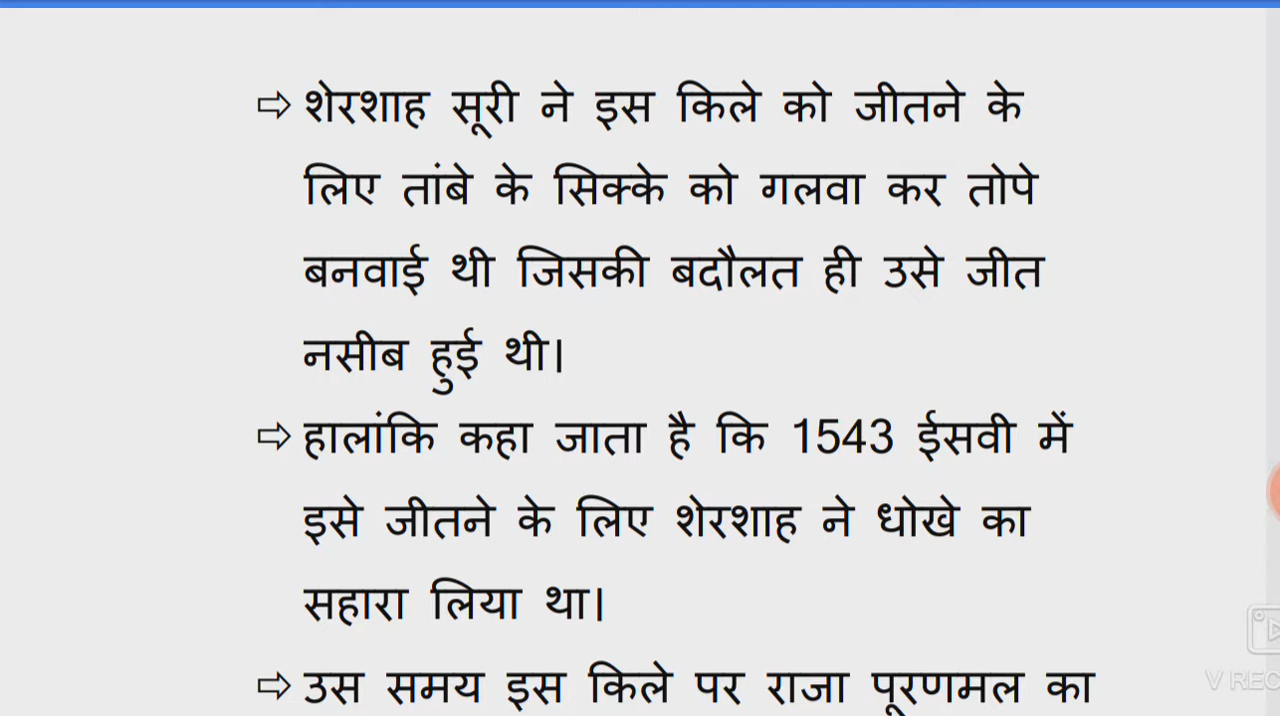 ⇨ शेरशाह सूरी ने इस किले को जीतने के
लिए तांबे के सिक्के को गलवा कर तोपे
बनवाई थी जिसकी बदौलत ही उसे जीत
नसीब हुई थी।
⇨ हालांकि कहा जाता है कि 1543 ईसवी में
इसे जीतने के लिए शेरशाह ने धोखे का
सहारा लिया था।
⇨ उस समय इस किले पर राजा पूरणमल का
V REC